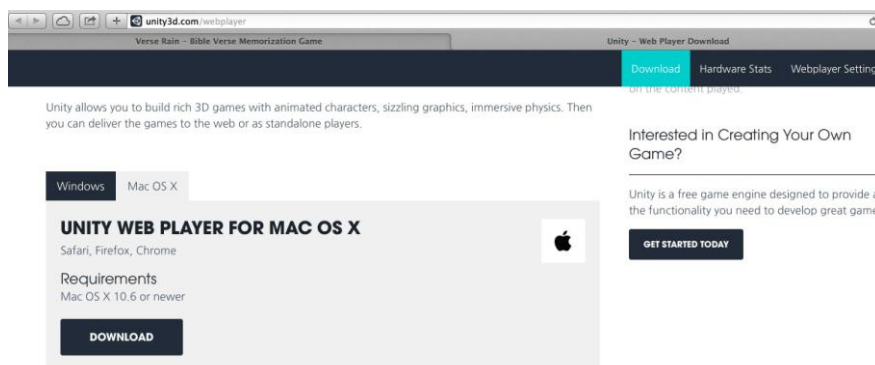 unity3d.com/webplayer
Verse Rain – Bible Verse Memorization Game
Unity – Web Player Download
Download Hardware Stats Webplayer Setting
on the content played.
Unity allows you to build rich 3D games with animated characters, sizzling graphics, immersive physics. Then
you can deliver the games to the web or as standalone players.
Interested in Creating Your Own
Game?
Windows Mac OS X
Unity is a free game engine designed to provide a
the functionality you need to develop great game
UNITY WEB PLAYER FOR MAC OS X
Safari, Firefox, Chrome
GET STARTED TODAY
Requirements
Mac OS X 10.6 or newer
DOWNLOAD